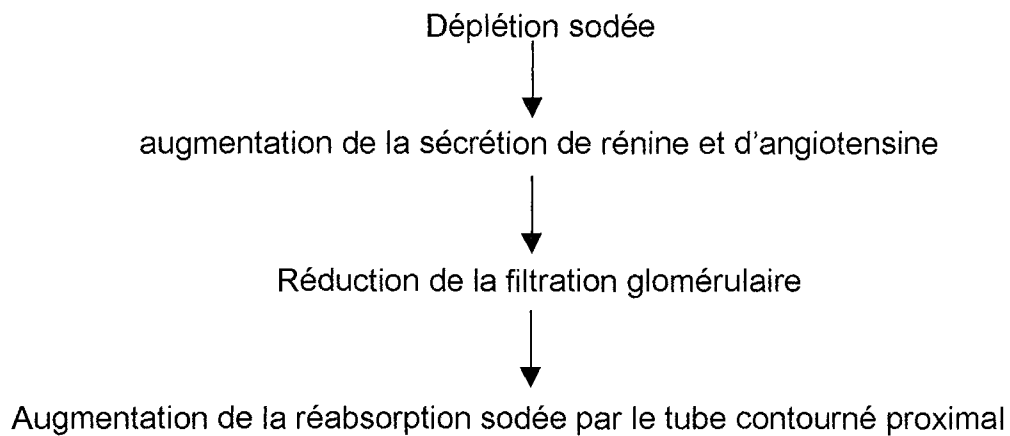 Déplétion sodée
augmentation de la sécrétion de rénine et d'angiotensine
Réduction de la filtration glomérulaire
Augmentation de la réabsorption sodée par le tube contourné proximal